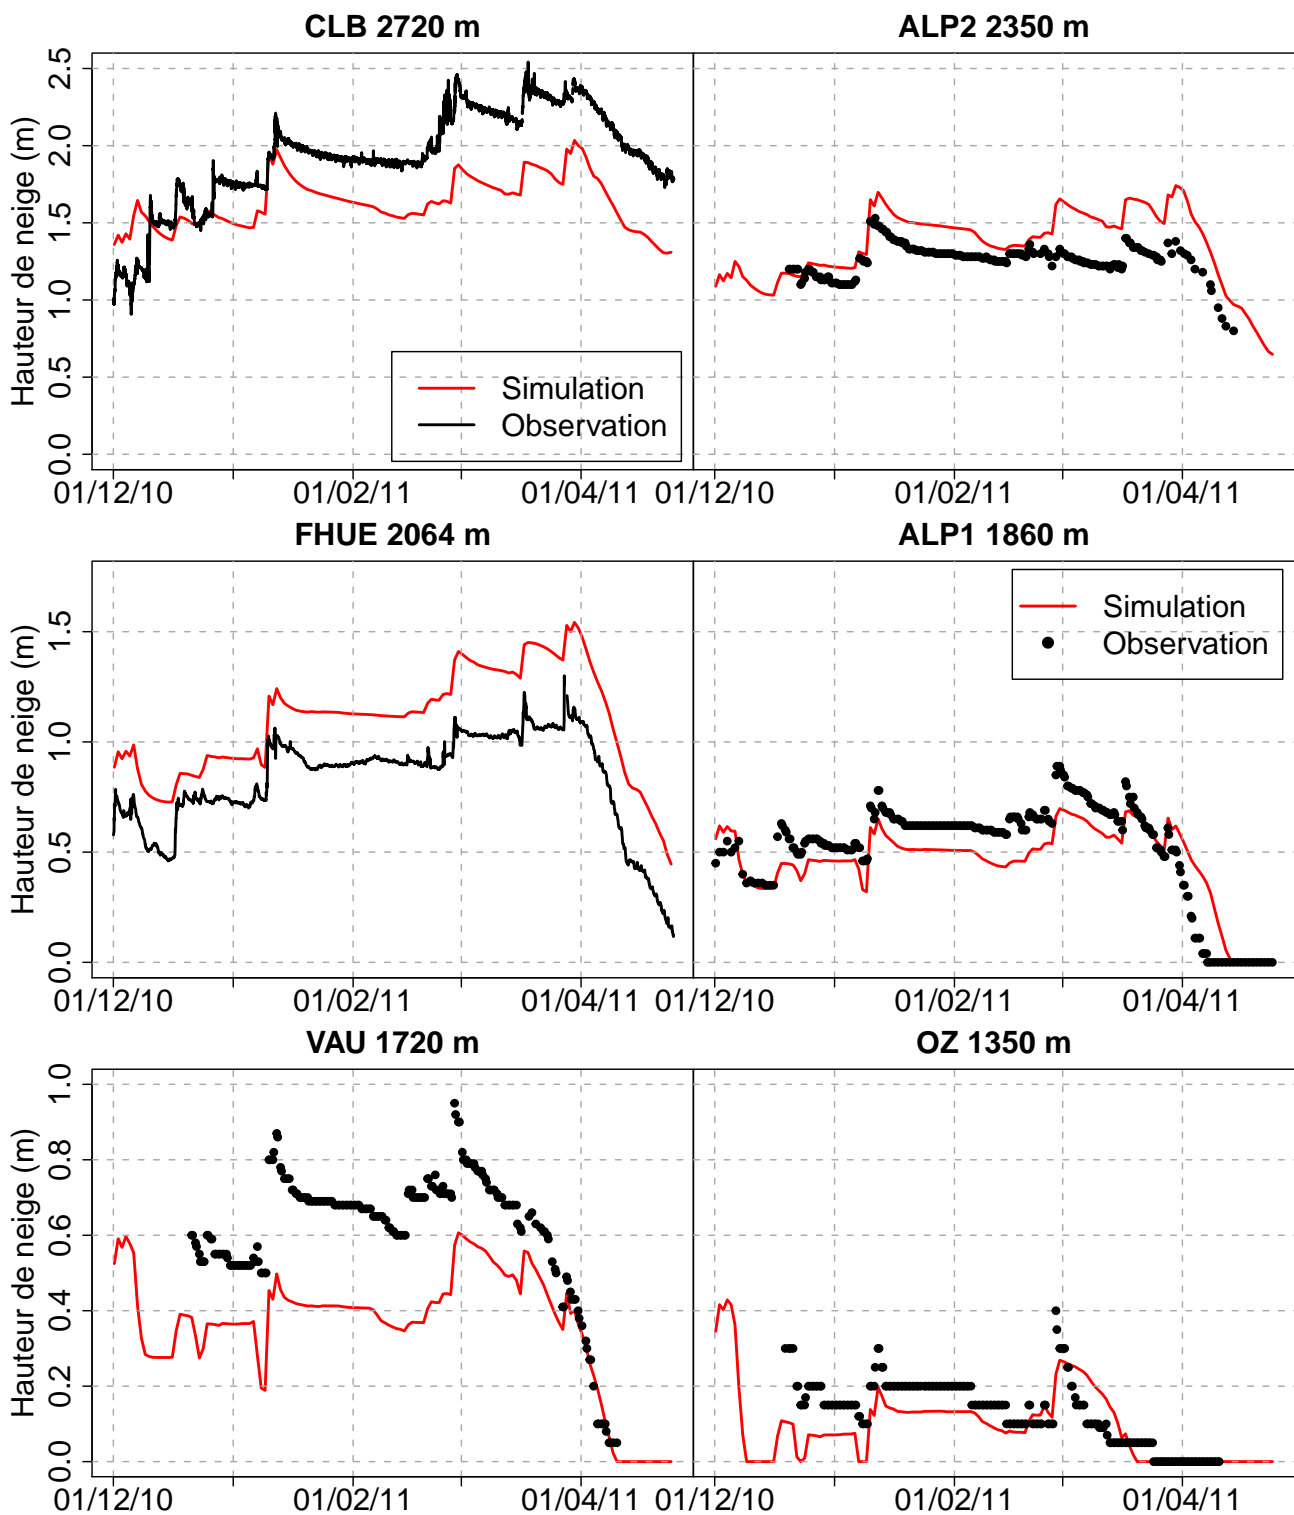 CLB 2720 m
ALP2 2350 m
Hauteur de neige (m)
0.0 0.5 1.0 1.5 2.0 2.5
Simulation
Observation
01/12/10 01/02/11 01/04/11
01/12/10 01/02/11 01/04/11
FHUE 2064 m
ALP1 1860 m
Hauteur de neige (m)
0.0 0.5 1.0 1.5
Simulation
Observation
01/12/10 01/02/11 01/04/11
01/12/10 01/02/11 01/04/11
VAU 1720 m
OZ 1350 m
Hauteur de neige (m)
0.0 0.2 0.4 0.6 0.8 1.0
01/12/10 01/02/11 01/04/11
01/12/10 01/02/11 01/04/11